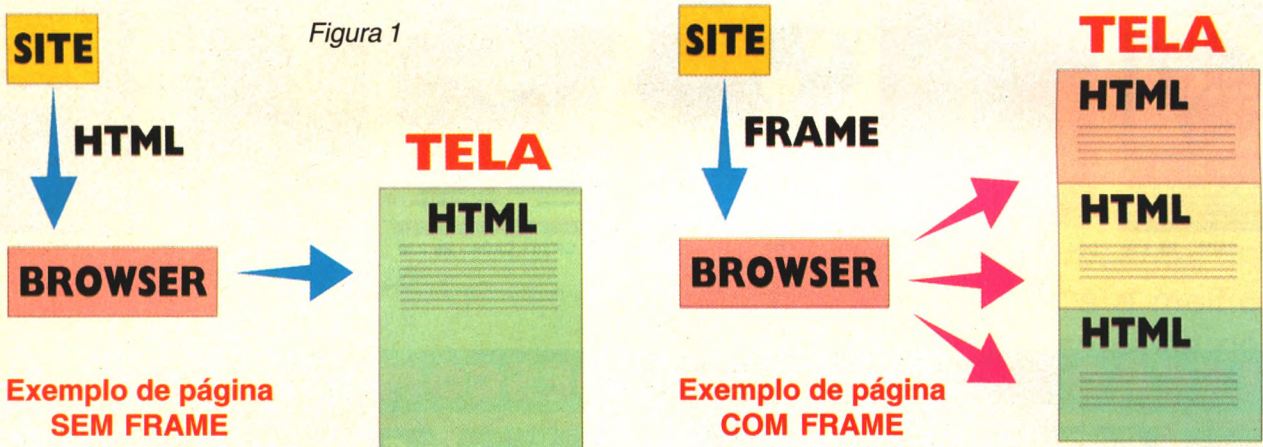 SITE
Figura 1
HTML
TELA
HTML
BROWSER
Exemplo de página
SEM FRAME
SITE
TELA
FRAME
HTML
HTML
HTML
BROWSER
Exemplo de página
COM FRAME